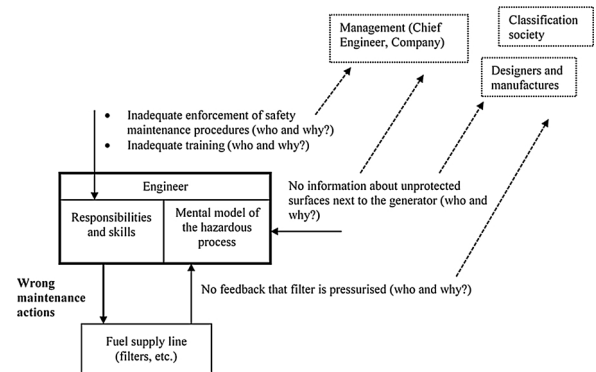 Classification
society
Management (Chief
Engineer, Company)
Designers and
manufactures
• Inadequate enforcement of safety
maintenance procedures (who and why?)
• Inadequate training (who and why?)
Engineer
Responsibilities
and skills
Mental model of
the hazardous
process
No information about unprotected
surfaces next to the generator (who and
why?)
Wrong
maintenance
actions
No feedback that filter is pressurised (who and why?)
Fuel supply line
(filters, etc.)